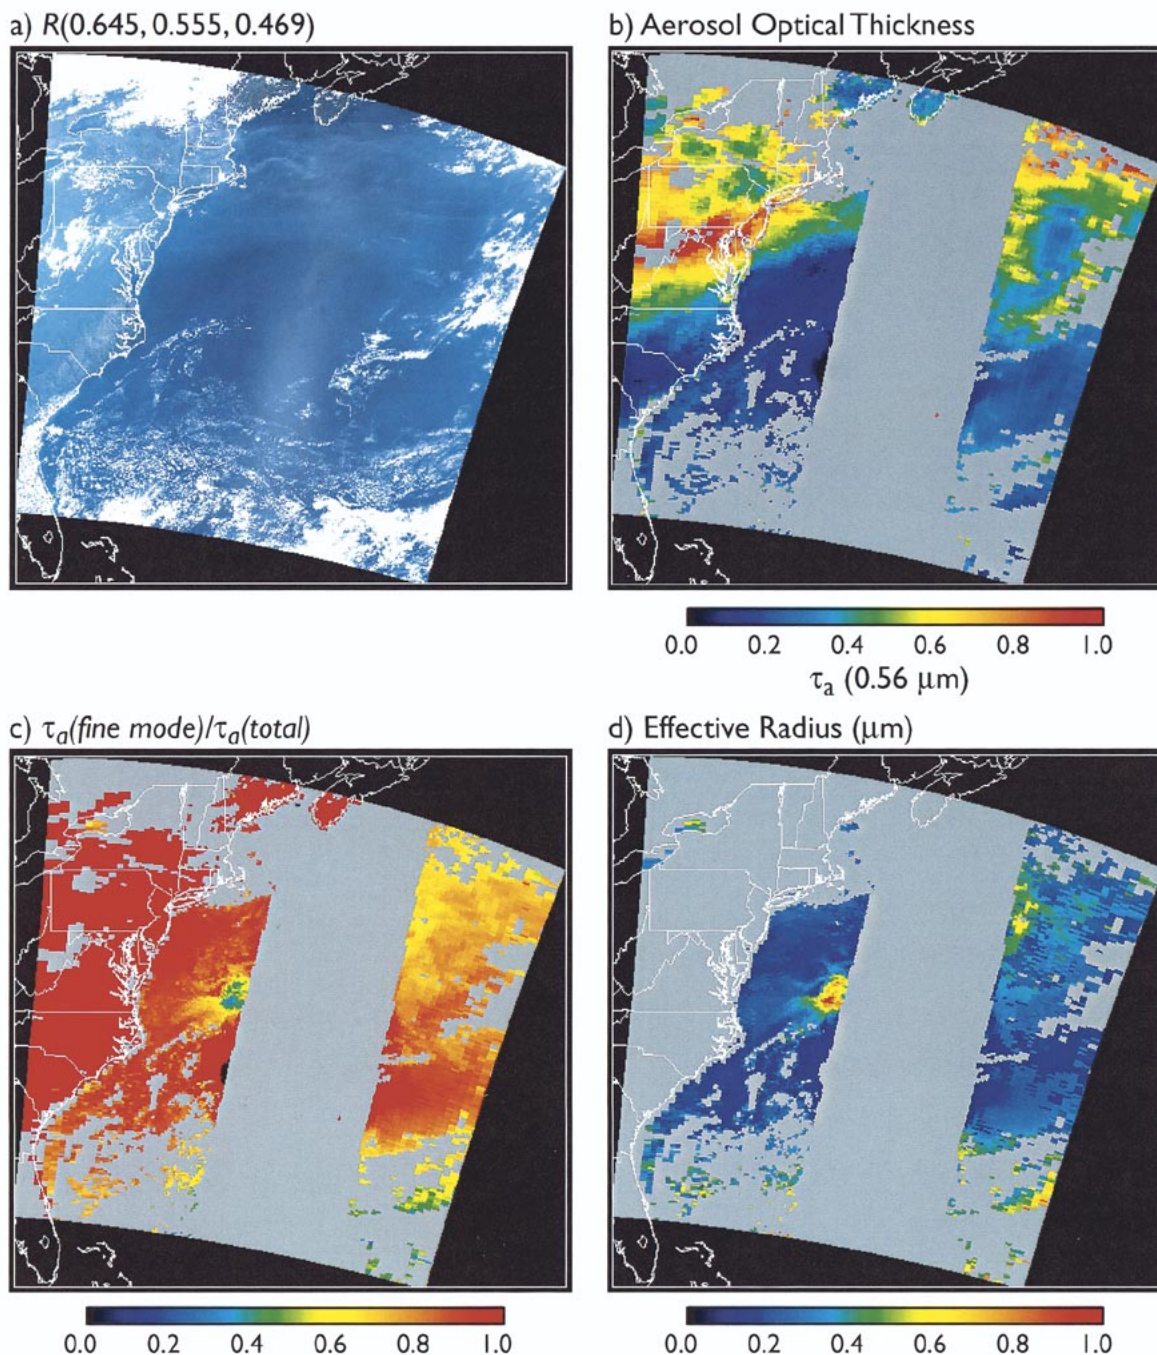 a) R(0.645, 0.555, 0.469)
b) Aerosol Optical Thickness
0.0 0.2 0.4 0.6 0.8 1.0
τa (0.56 μm)
c) τa(fine mode)/τa(total)
d) Effective Radius (μm)
0.0 0.2 0.4 0.6 0.8 1.0
0.0 0.2 0.4 0.6 0.8 1.0